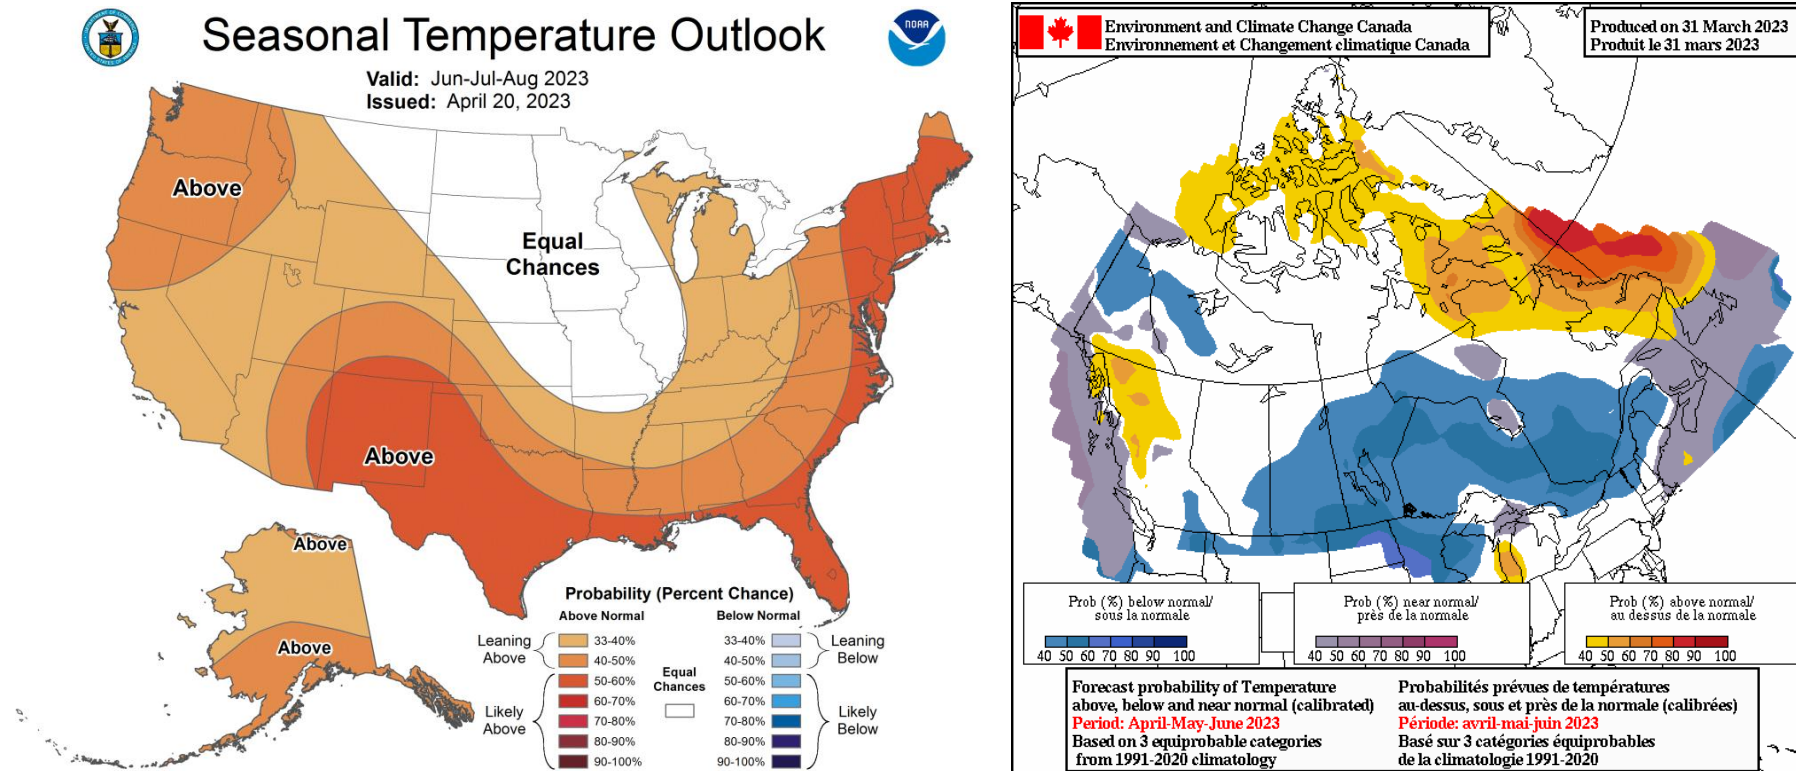 Seasonal Temperature Outlook
NOAA
Valid: Jun-Jul-Aug 2023
Issued: April 20, 2023
Above
Equal
Chances
Above
Above
Above
Probability (Percent Chance)
Above Normal
Below Normal
Leaning
Above
33-40%
40-50%
Likely
Above
50-60%
60-70%
70-80%
80-90%
90-100%
Equal
Chances
33-40%
40-50%
Leaning
Below
50-60%
60-70%
70-80%
80-90%
90-100%
Likely
Below
Environment and Climate Change Canada
Environnement et Changement climatique Canada
Produced on 31 March 2023
Produit le 31 mars 2023
Prob (%) below normal/
sous la normale
40 50 60 70 80 90 100
Prob (%) near normal/
près de la normale
40 50 60 70 80 90 100
Prob (%) above normal/
au dessus de la normale
40 50 60 70 80 90 100
Forecast probability of Temperature
above, below and near normal (calibrated)
Period: April-May-June 2023
Based on 3 equiprobable categories
from 1991-2020 climatology
Probabilités prévues de températures
au-dessus, sous et près de la normale (calibrées)
Période: avril-mai-juin 2023
Basé sur 3 catégories équiprobables
de la climatologie 1991-2020